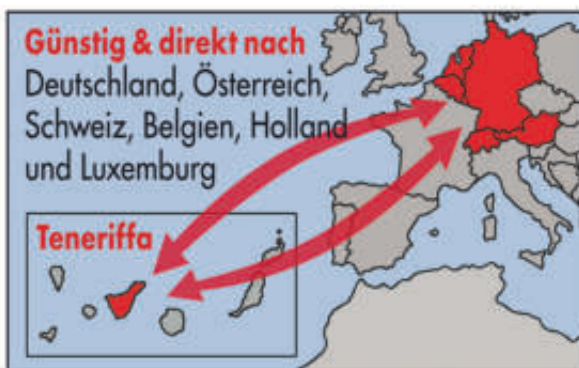 Günstig & direkt nach
Deutschland, Österreich,
Schweiz, Belgien, Holland
und Luxemburg
Teneriffa